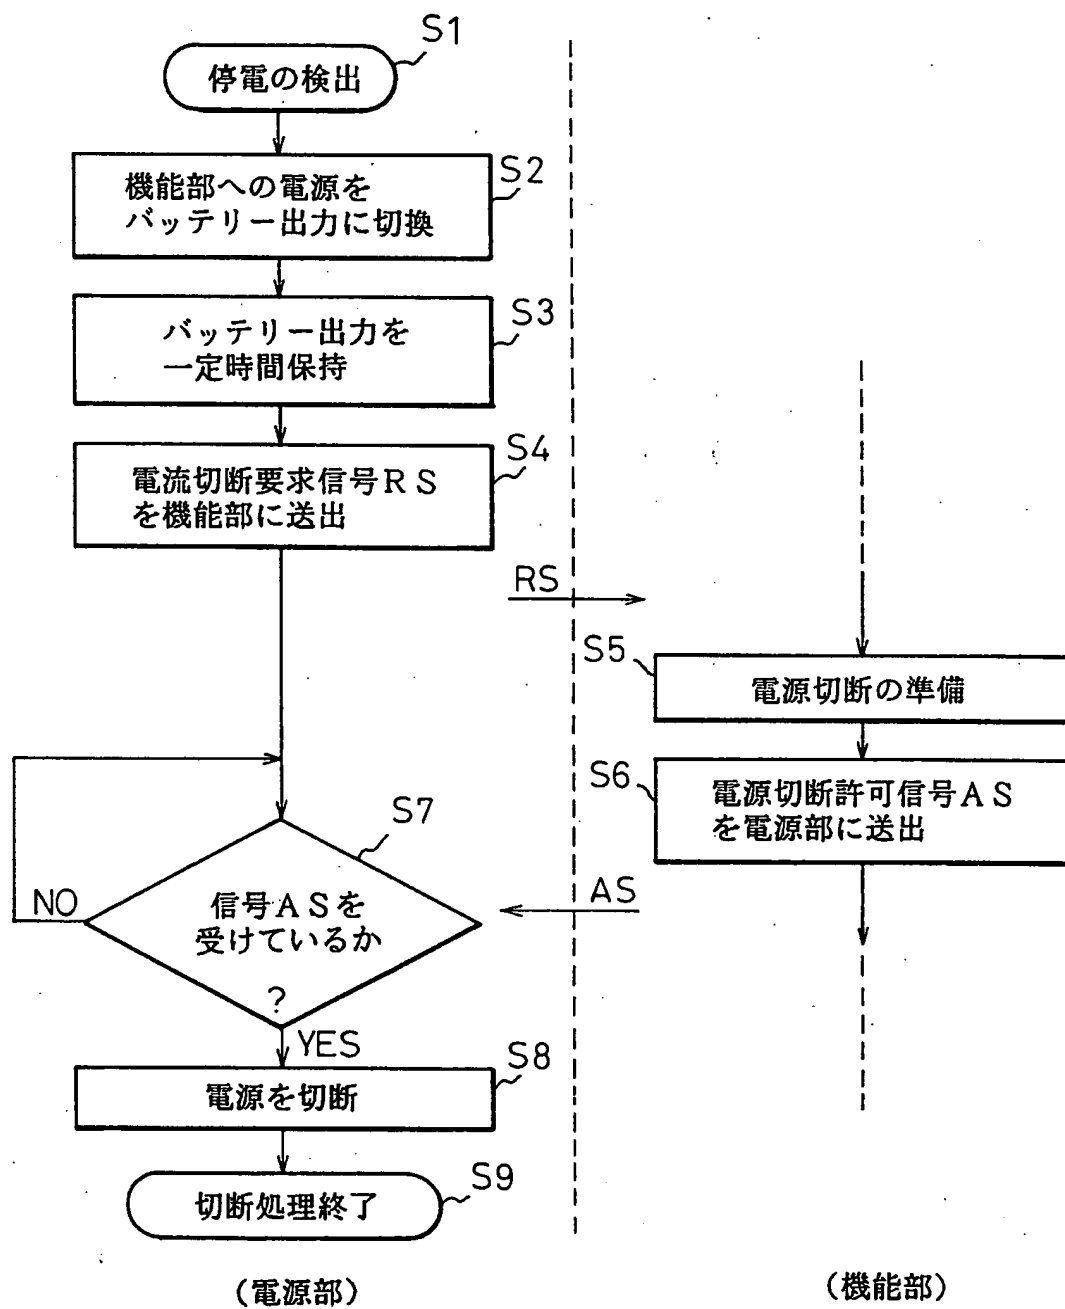 S1
停電の検出
S2
機能部への電源を
バッテリー出力に切換
S3
バッテリー出力を
一定時間保持
S4
電流切断要求信号RS
を機能部に送出
RS
S5
電源切断の準備
S6
電源切断許可信号AS
を電源部に送出
S7
信号ASを
受けているか
?
NO
AS
YES
S8
電源を切断
S9
切断処理終了
(電源部)
(機能部)